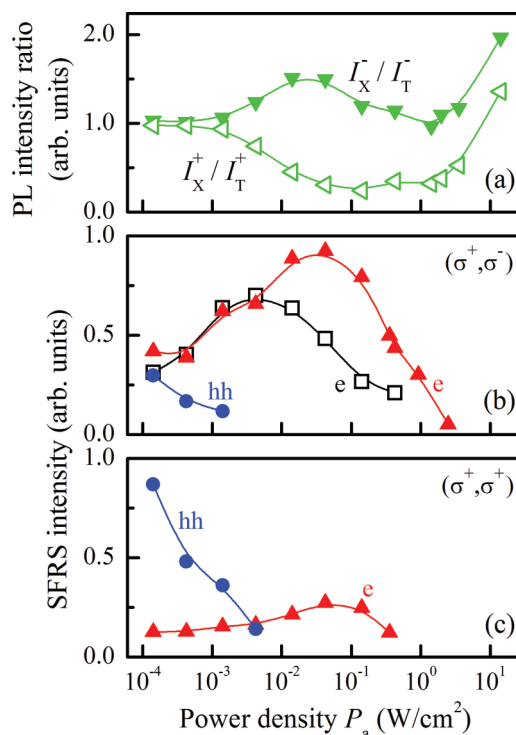 PL intensity ratio
(arb. units)
2.0
1.0
0.0
I_X^- / I_T^-
I_X^+ / I_T^+
(a)
SFRS intensity (arb. units)
1.0
0.5
0.0
(σ^+,σ^-)
hh
e
e
(b)
1.0
0.5
0.0
(σ^+,σ^+)
hh
e
(c)
10^-4 10^-3 10^-2 10^-1 10^0 10^1
Power density P_a (W/cm^2)